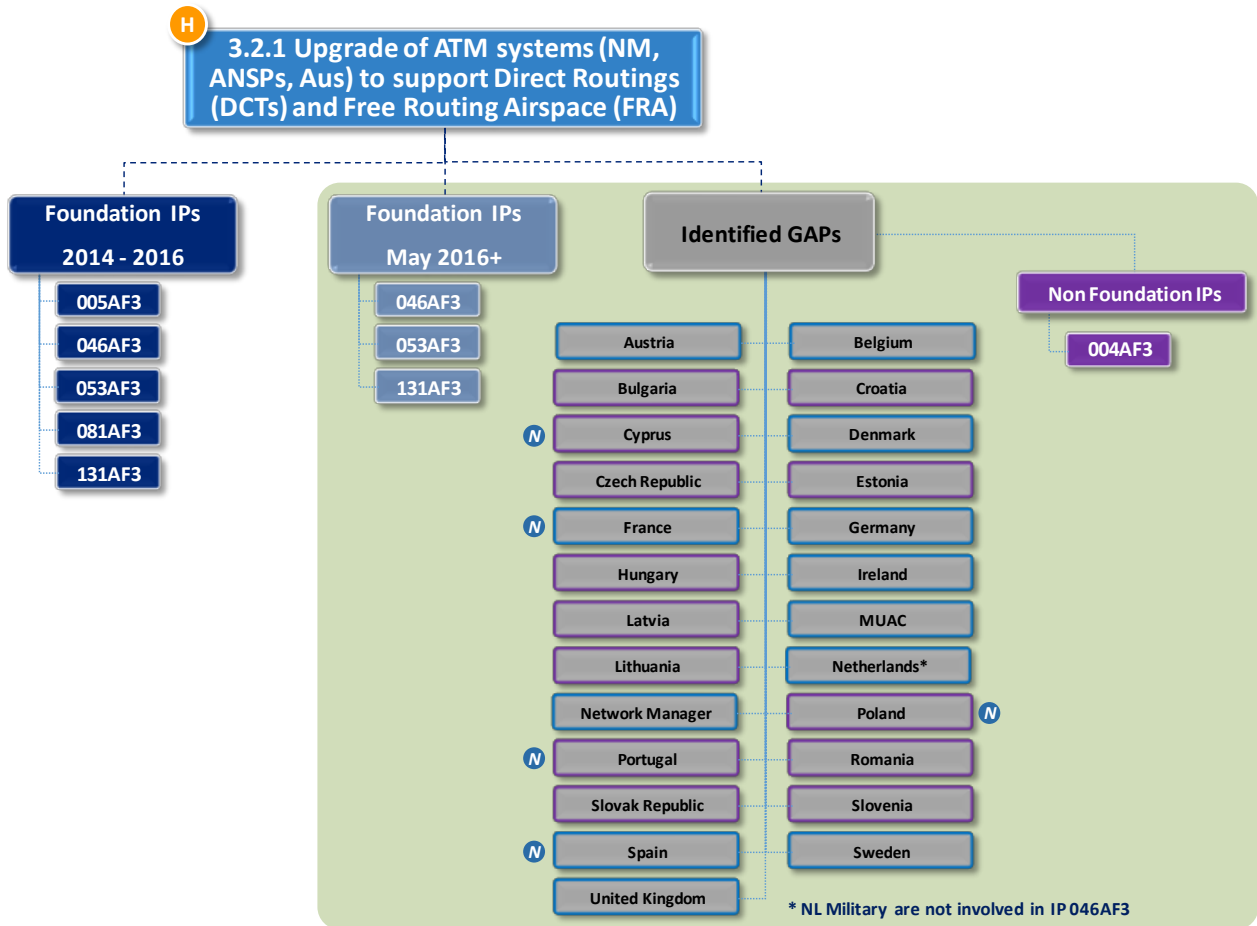 H
3.2.1 Upgrade of ATM systems (NM,
ANSPs, Aus) to support Direct Routings
(DCTs) and Free Routing Airspace (FRA)
Foundation IPs
2014 - 2016
005AF3
046AF3
053AF3
081AF3
131AF3
Foundation IPs
May 2016+
046AF3
053AF3
131AF3
Identified GAPs
Non Foundation IPs
004AF3
Austria
Belgium
Bulgaria
Croatia
N
Cyprus
Denmark
Czech Republic
Estonia
N
France
Germany
Hungary
Ireland
Latvia
MUAC
Lithuania
Netherlands*
Network Manager
Poland
N
N
Portugal
Romania
Slovak Republic
Slovenia
N
Spain
Sweden
United Kingdom
* NL Military are not involved in IP 046AF3